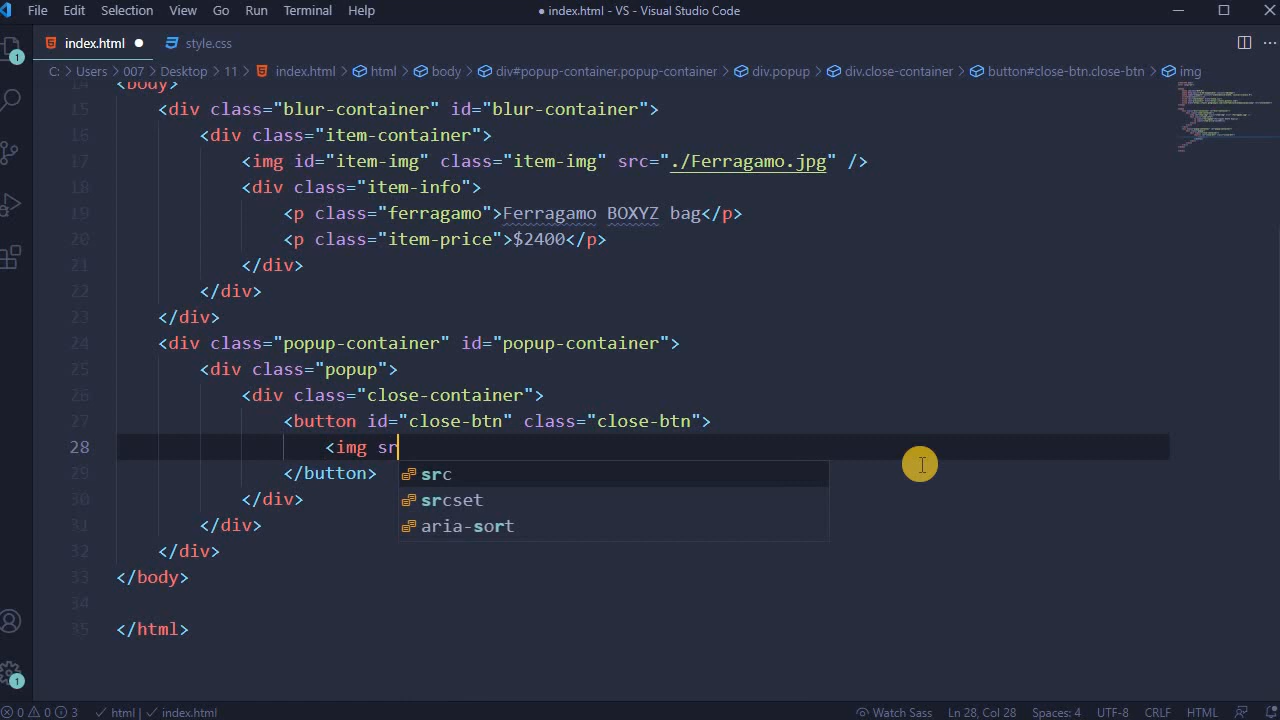 File Edit Selection View Go Run Terminal Help ● index.html - VS - Visual Studio Code
index.html style.css
C: > Users > 007 > Desktop > 11 > index.html > html > body > div#popup-container.popup-container > div.popup > div.close-container > button#close-btn.close-btn > img
14 <body>
15 <div class="blur-container" id="blur-container">
16 <div class="item-container">
17 <img id="item-img" class="item-img" src="./Ferragamo.jpg" />
18 <div class="item-info">
19 <p class="ferragamo">Ferragamo BOXYZ bag</p>
20 <p class="item-price">$2400</p>
21 </div>
22 </div>
23 </div>
24 <div class="popup-container" id="popup-container">
25 <div class="popup">
26 <div class="close-container">
27 <button id="close-btn" class="close-btn">
28 <img sr
src
29 </button>
srcset
30 </div>
aria-sort
31 </div>
32 </div>
33 </body>
34
35 </html>
1
1
0 0 3 html index.html Watch Sass Ln 28, Col 28 Spaces: 4 UTF-8 CRLF HTML